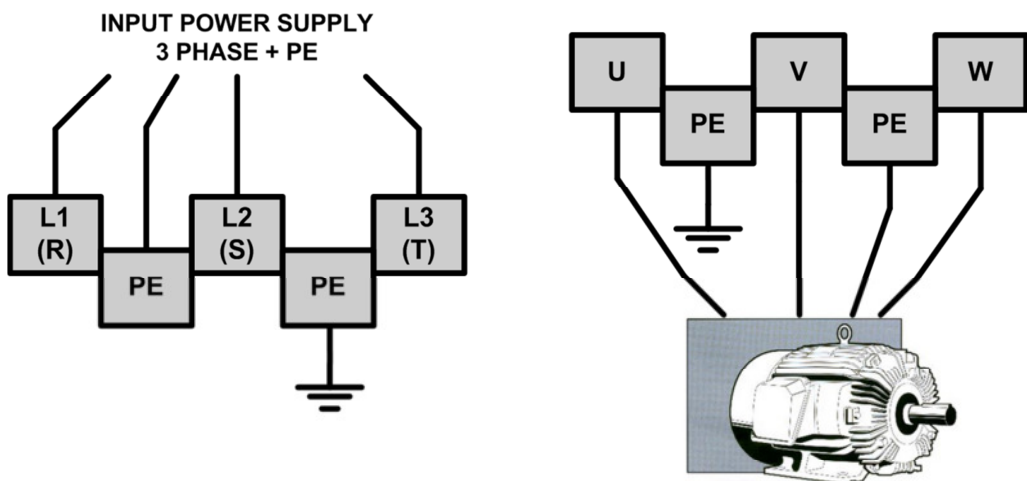 INPUT POWER SUPPLY
3 PHASE + PE
L1
(R)
PE
L2
(S)
PE
L3
(T)
U
PE
V
PE
W